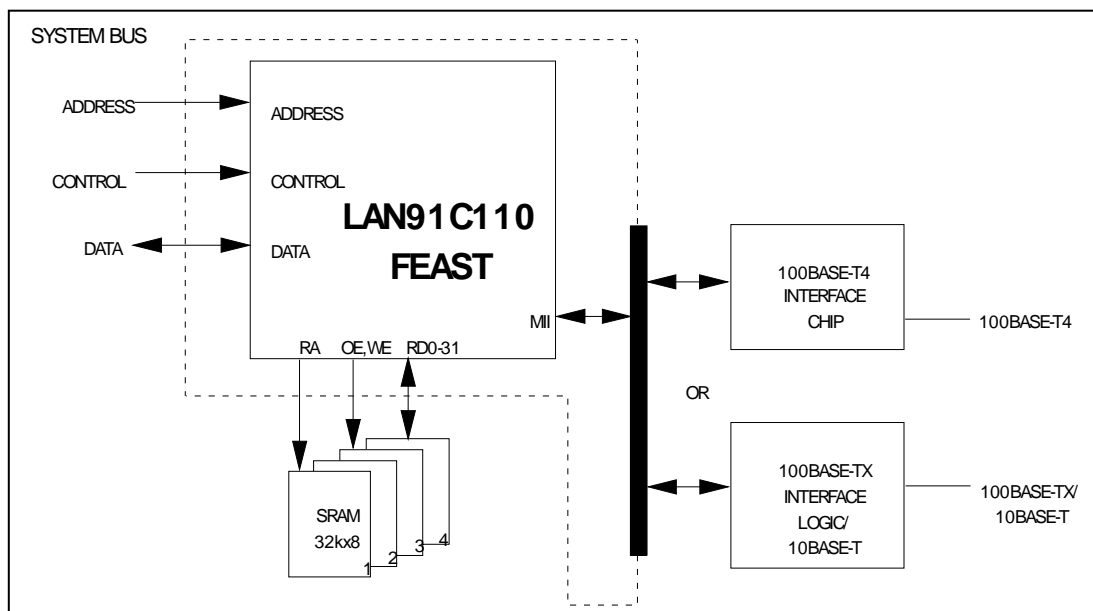 SYSTEM BUS
ADDRESS
ADDRESS
CONTROL
CONTROL
LAN91C110
FEAST
DATA
DATA
MII
RA OE,WE RD0-31
100BASE-T4
INTERFACE
CHIP
100BASE-T4
OR
100BASE-TX
INTERFACE
LOGIC/
10BASE-T
100BASE-TX/
10BASE-T
SRAM
32kx8
1
2
3
4